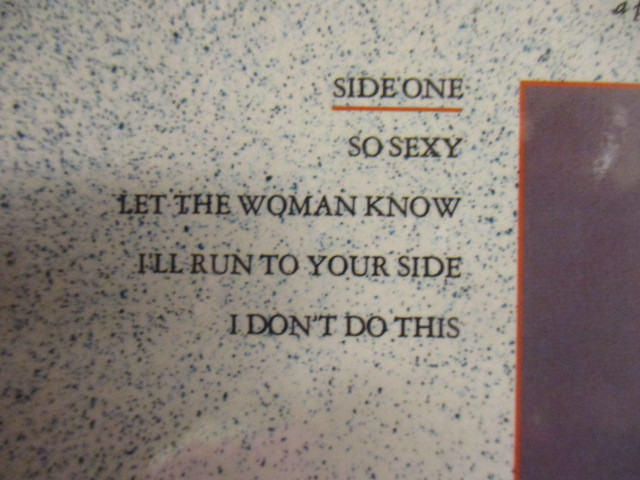 SIDE ONE
SO SEXY
LET THE WOMAN KNOW
I'LL RUN TO YOUR SIDE
I DON'T DO THIS